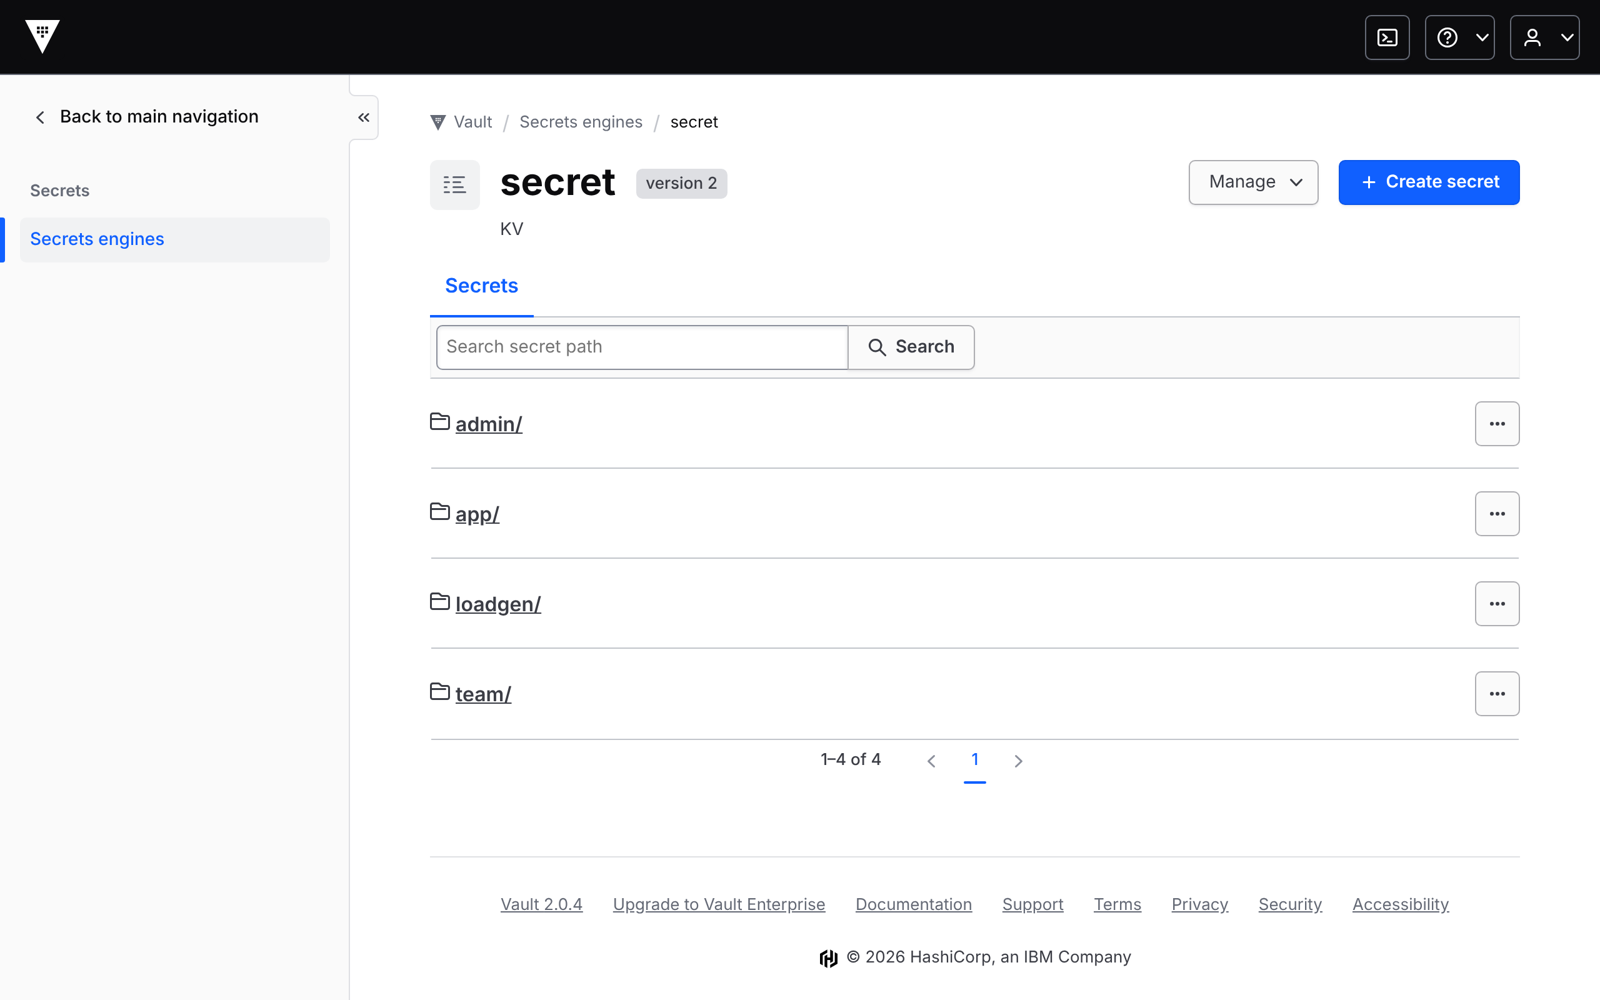 Back to main navigation
Secrets
Secrets engines
Vault / Secrets engines / secret
secret version 2
KV
Manage
+ Create secret
Secrets
Search secret path
Search
admin/
app/
loadgen/
team/
1–4 of 4
1
Vault 2.0.4 Upgrade to Vault Enterprise Documentation Support Terms Privacy Security Accessibility
© 2026 HashiCorp, an IBM Company